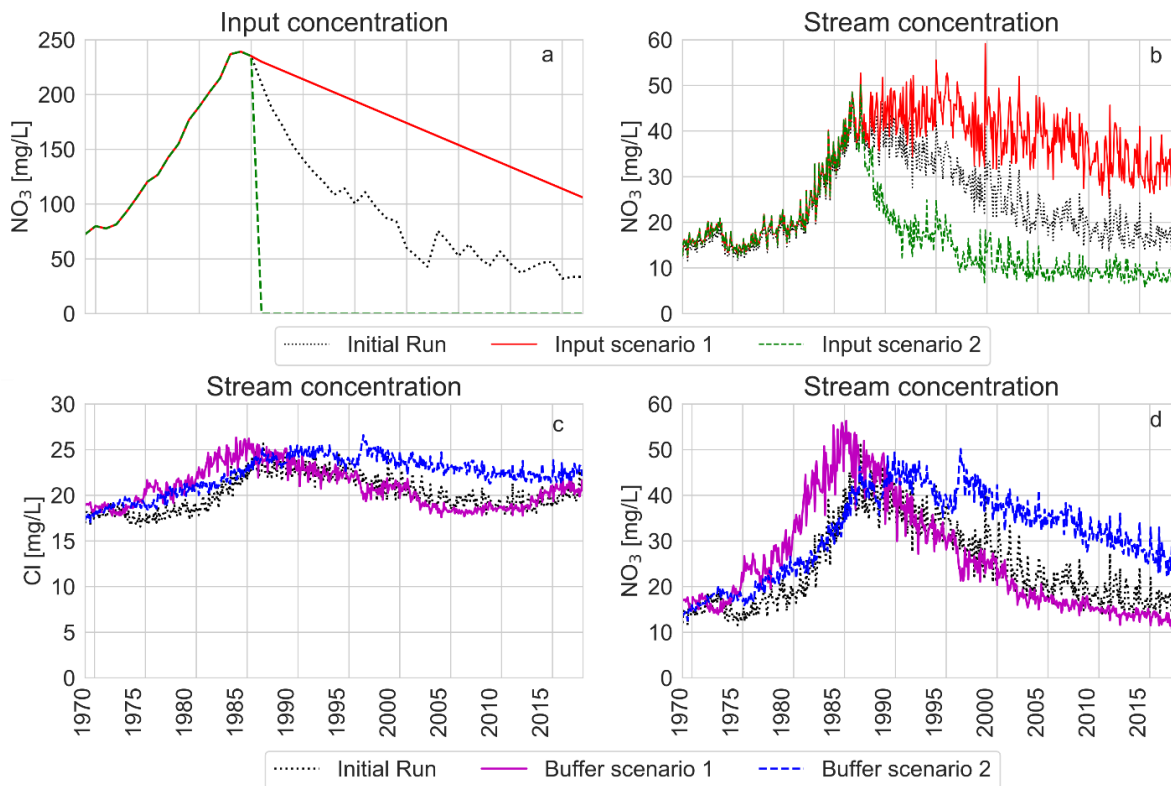 Input concentration
Stream concentration
NO₃ [mg/L]
250
200
150
100
50
0
a
NO₃ [mg/L]
60
50
40
30
20
10
0
b
Initial Run
Input scenario 1
Input scenario 2
Stream concentration
Stream concentration
Cl [mg/L]
30
25
20
15
10
5
0
c
1970
1975
1980
1985
1990
1995
2000
2005
2010
2015
NO₃ [mg/L]
60
50
40
30
20
10
0
d
1970
1975
1980
1985
1990
1995
2000
2005
2010
2015
Initial Run
Buffer scenario 1
Buffer scenario 2